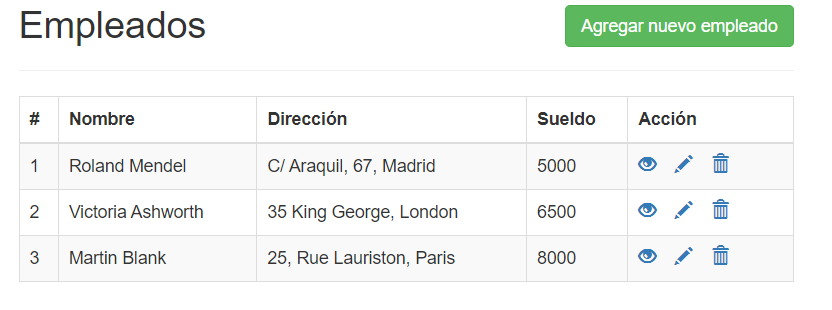 Empleados Agregar nuevo empleado
# Nombre Dirección Sueldo Acción
1 Roland Mendel C/ Araquil, 67, Madrid 5000
2 Victoria Ashworth 35 King George, London 6500
3 Martin Blank 25, Rue Lauriston, Paris 8000